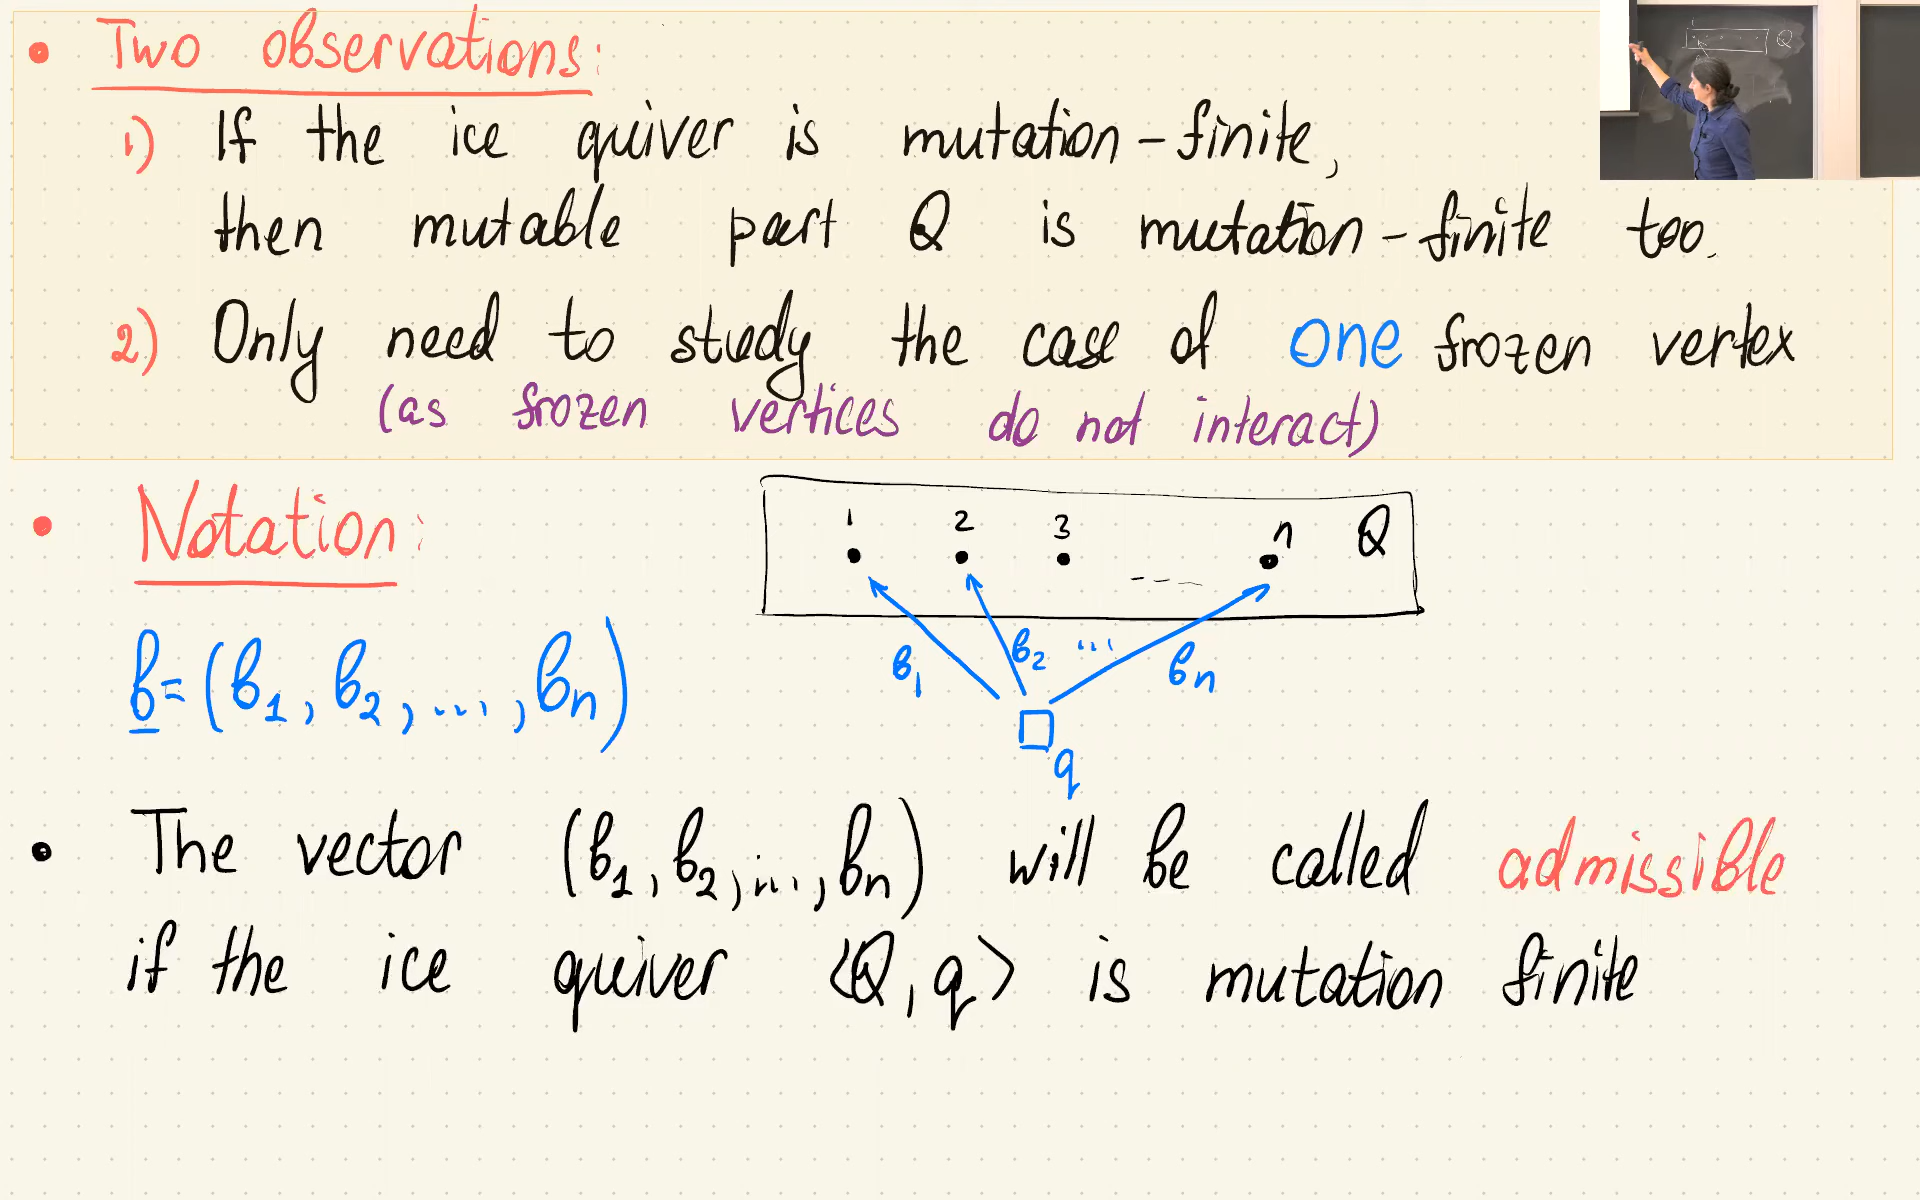 • Two observations:
1) If the ice quiver is mutation-finite,
then mutable part Q is mutation-finite too.
2) Only need to study the case of one frozen vertex
(as frozen vertices do not interact)
• Notation:
1 2 3 --- n Q
b = (b1, b2, ..., bn)
b1 b2 ... bn
q
• The vector (b1, b2, ..., bn) will be called admissible
if the ice quiver <Q, q> is mutation finite
Q